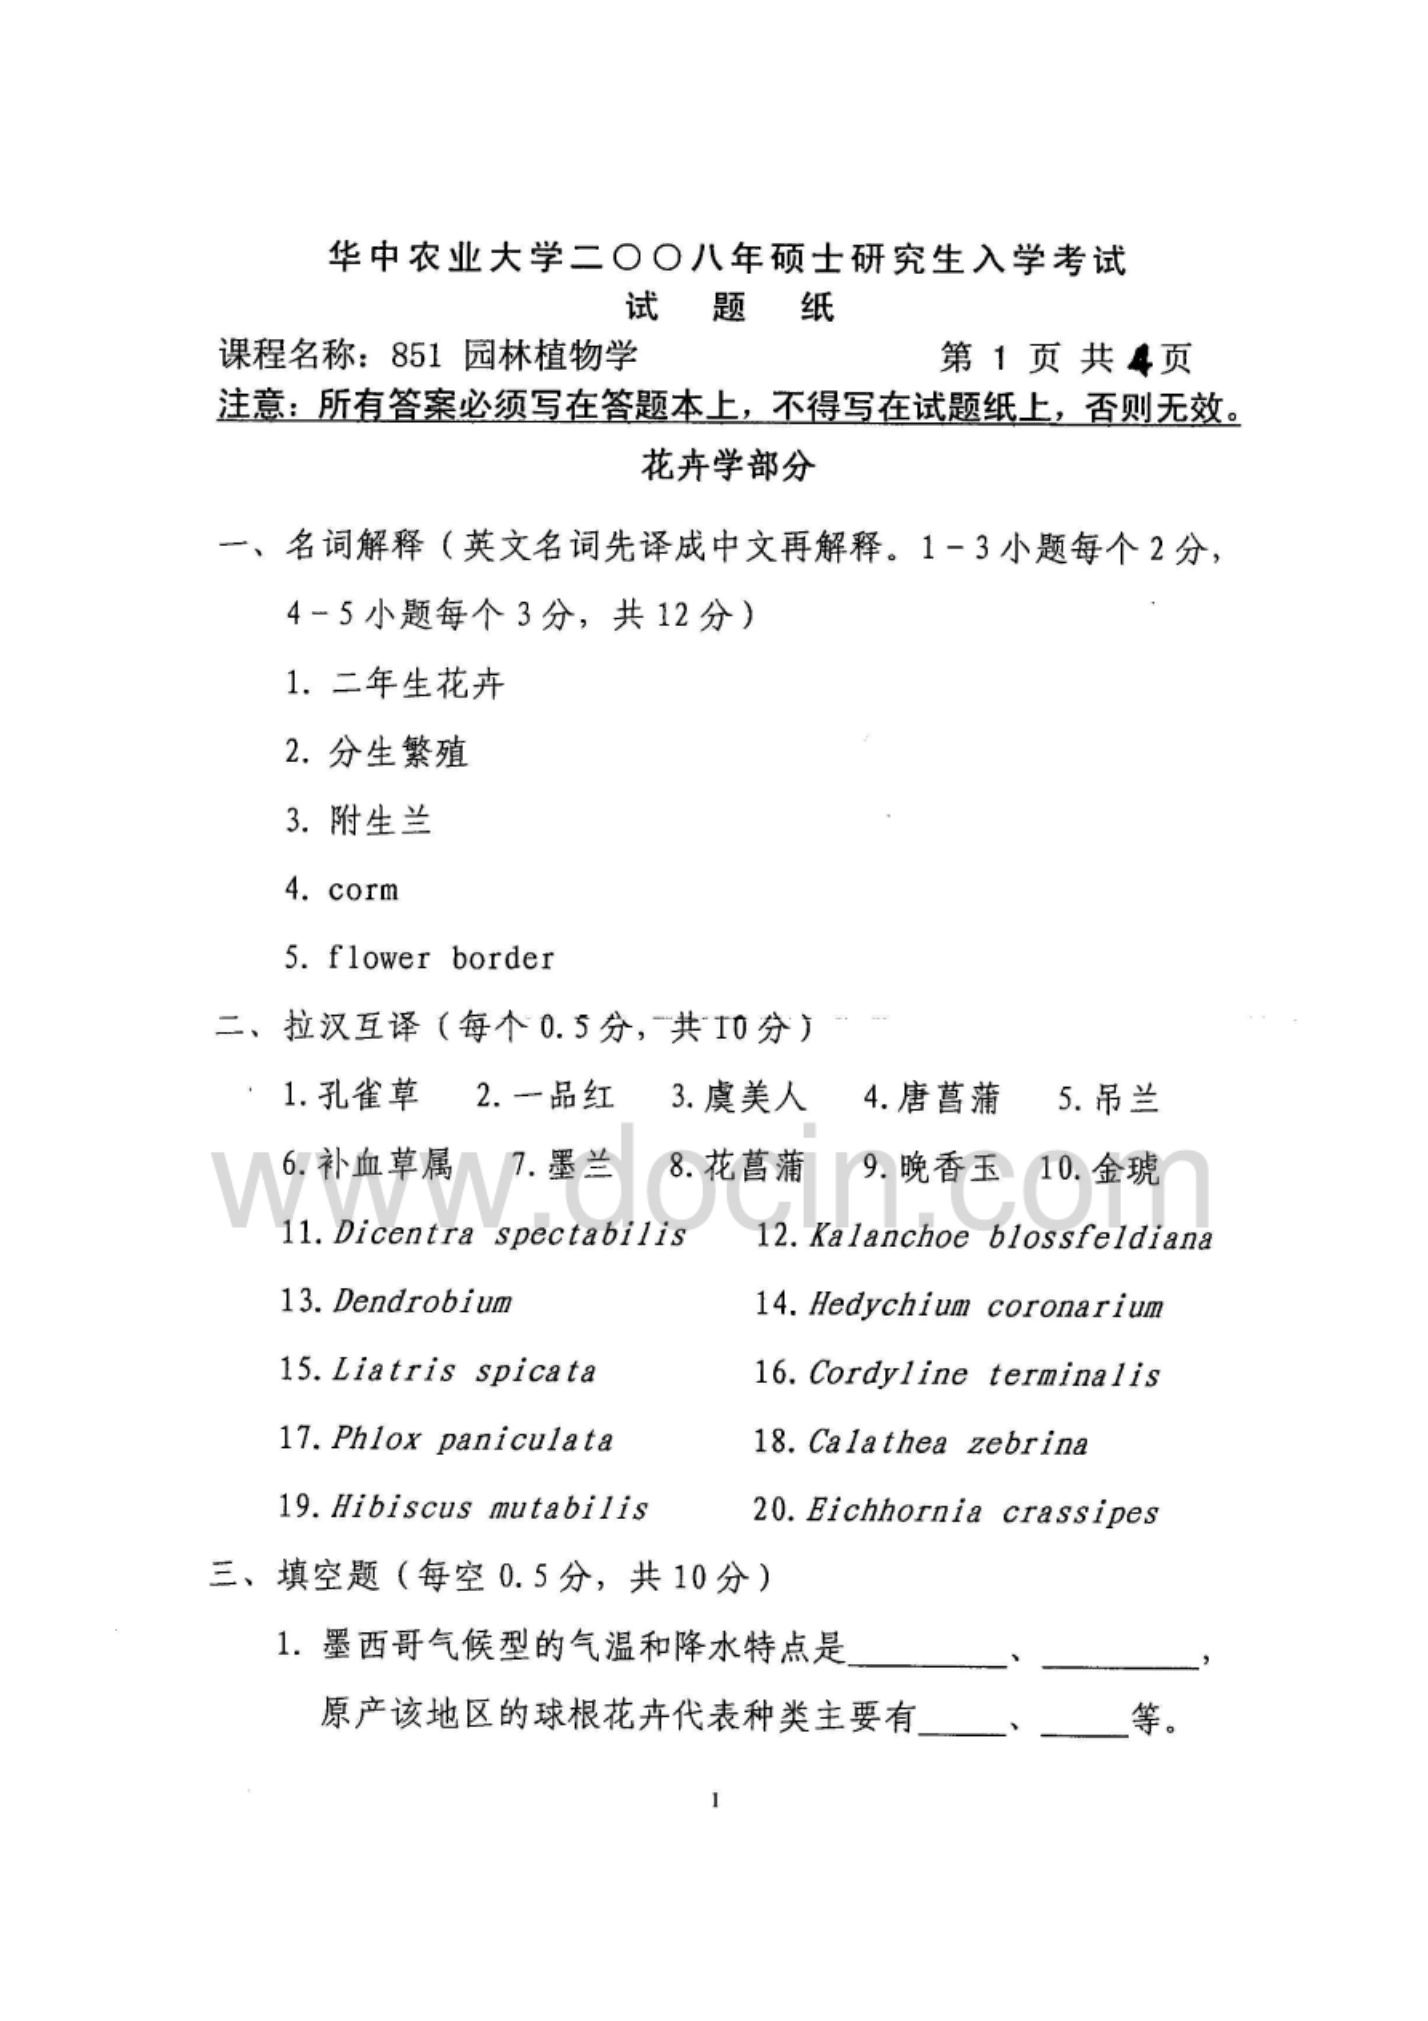 华中农业大学二〇〇八年硕士研究生入学考试
试 题 纸
课程名称：851 园林植物学 第 1 页 共 4 页
注意：所有答案必须写在答题本上，不得写在试题纸上，否则无效。
花卉学部分
一、名词解释（英文名词先译成中文再解释。1－3小题每个2分，
4－5小题每个3分，共12分）
1. 二年生花卉
2. 分生繁殖
3. 附生兰
4. corm
5. flower border
二、拉汉互译（每个0.5分，共10分）
1.孔雀草 2.一品红 3.虞美人 4.唐菖蒲 5.吊兰
6.补血草属 7.墨兰 8.花菖蒲 9.晚香玉 10.金琥
www.docin.com
11.Dicentra spectabilis 12.Kalanchoe blossfeldiana
13.Dendrobium 14.Hedychium coronarium
15.Liatris spicata 16.Cordyline terminalis
17.Phlox paniculata 18.Calathea zebrina
19.Hibiscus mutabilis 20.Eichhornia crassipes
三、填空题（每空0.5分，共10分）
1. 墨西哥气候型的气温和降水特点是________、________，
原产该地区的球根花卉代表种类主要有____、____等。
1